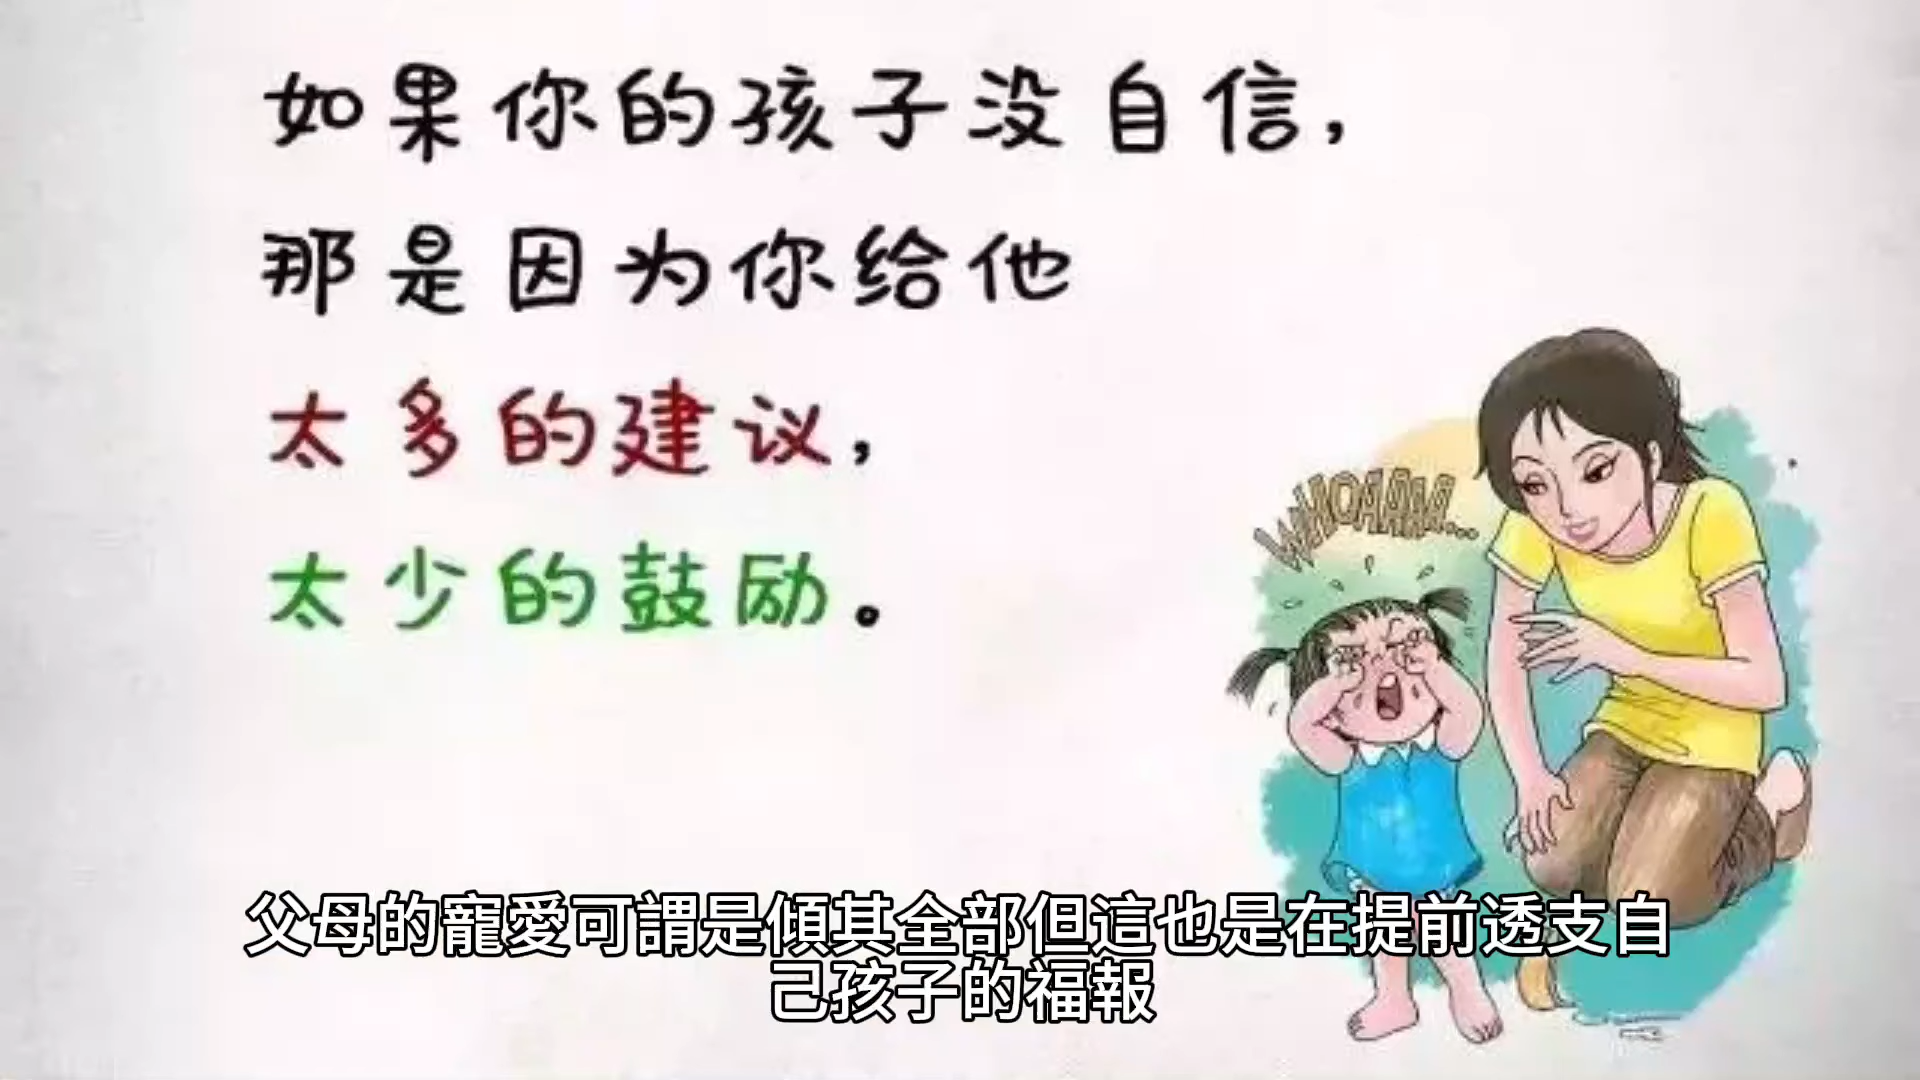 如果你的孩子没自信，
那是因为你给他
太多的建议，
太少的鼓励。
WHOAAAA...
父母的寵愛可謂是傾其全部但這也是在提前透支自
己孩子的福報